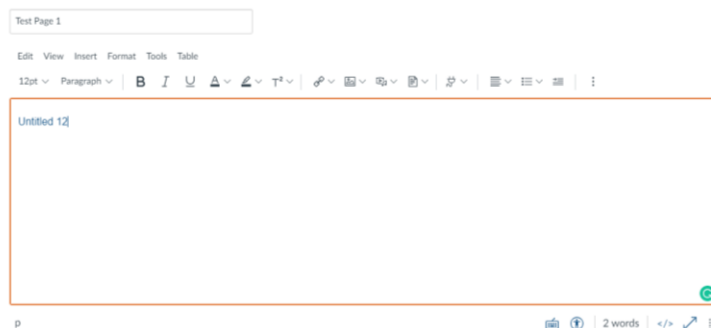 Test Page 1
Edit View Insert Format Tools Table
12pt Paragraph B I U A T²
Untitled 12
p 2 words </>